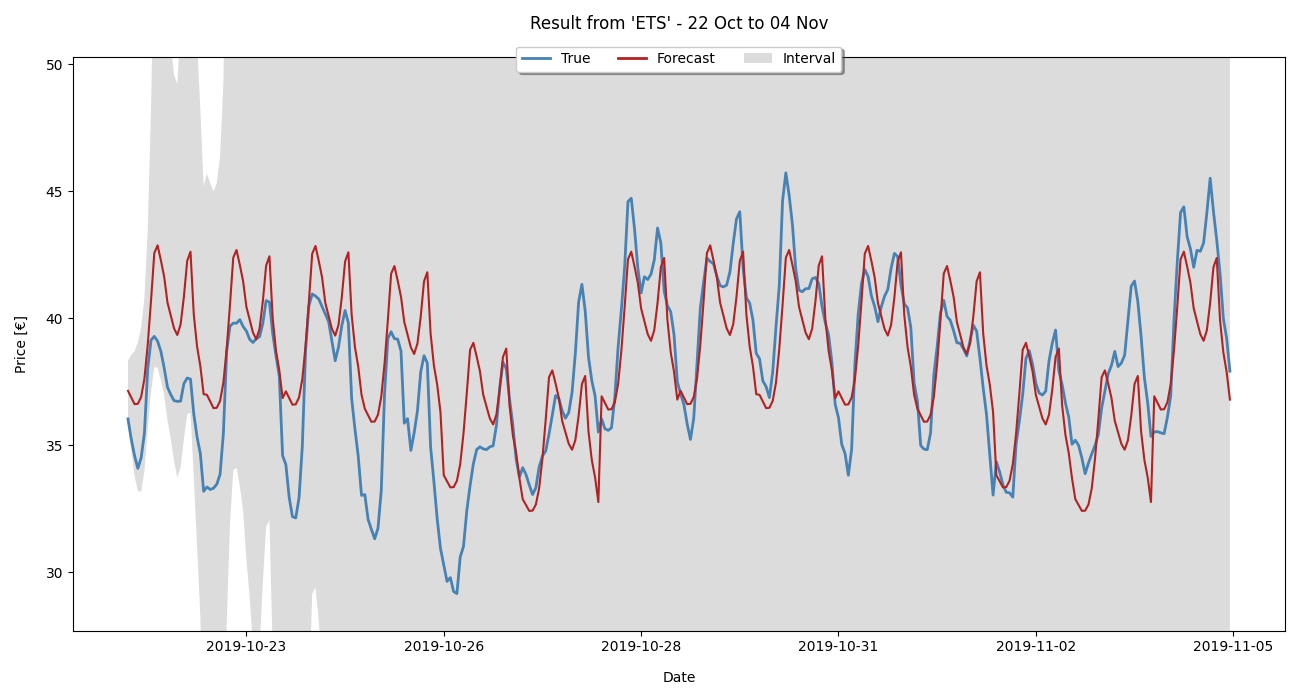 Result from 'ETS' - 22 Oct to 04 Nov
True Forecast Interval
50
45
40
35
30
Price [€]
2019-10-23 2019-10-26 2019-10-28 2019-10-31 2019-11-02 2019-11-05
Date